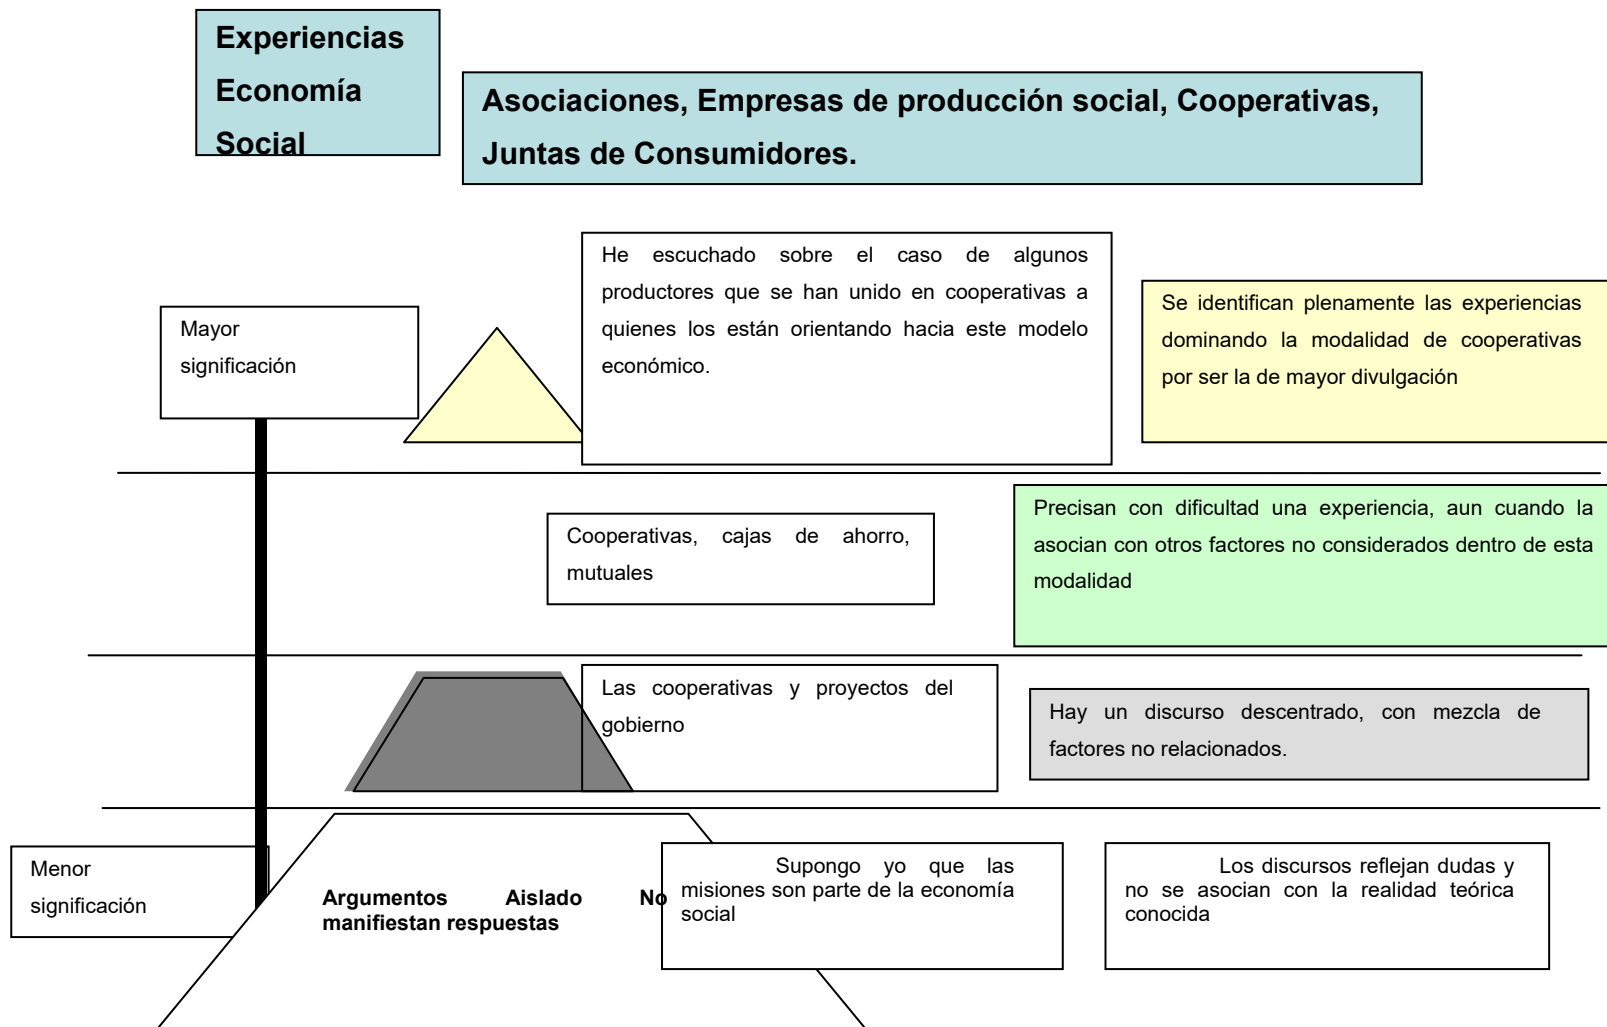 Experiencias
Economía
Social
Asociaciones, Empresas de producción social, Cooperativas,
Juntas de Consumidores.
He escuchado sobre el caso de algunos
productores que se han unido en cooperativas a
quienes los están orientando hacia este modelo
económico.
Se identifican plenamente las experiencias
dominando la modalidad de cooperativas
por ser la de mayor divulgación
Mayor
significación
Cooperativas, cajas de ahorro,
mutuales
Precisan con dificultad una experiencia, aun cuando la
asocian con otros factores no considerados dentro de esta
modalidad
Las cooperativas y proyectos del
gobierno
Hay un discurso descentrado, con mezcla de
factores no relacionados.
Menor
significación
Argumentos Aislado No
manifiestan respuestas
Supongo yo que las
misiones son parte de la economía
social
Los discursos reflejan dudas y
no se asocian con la realidad teórica
conocida